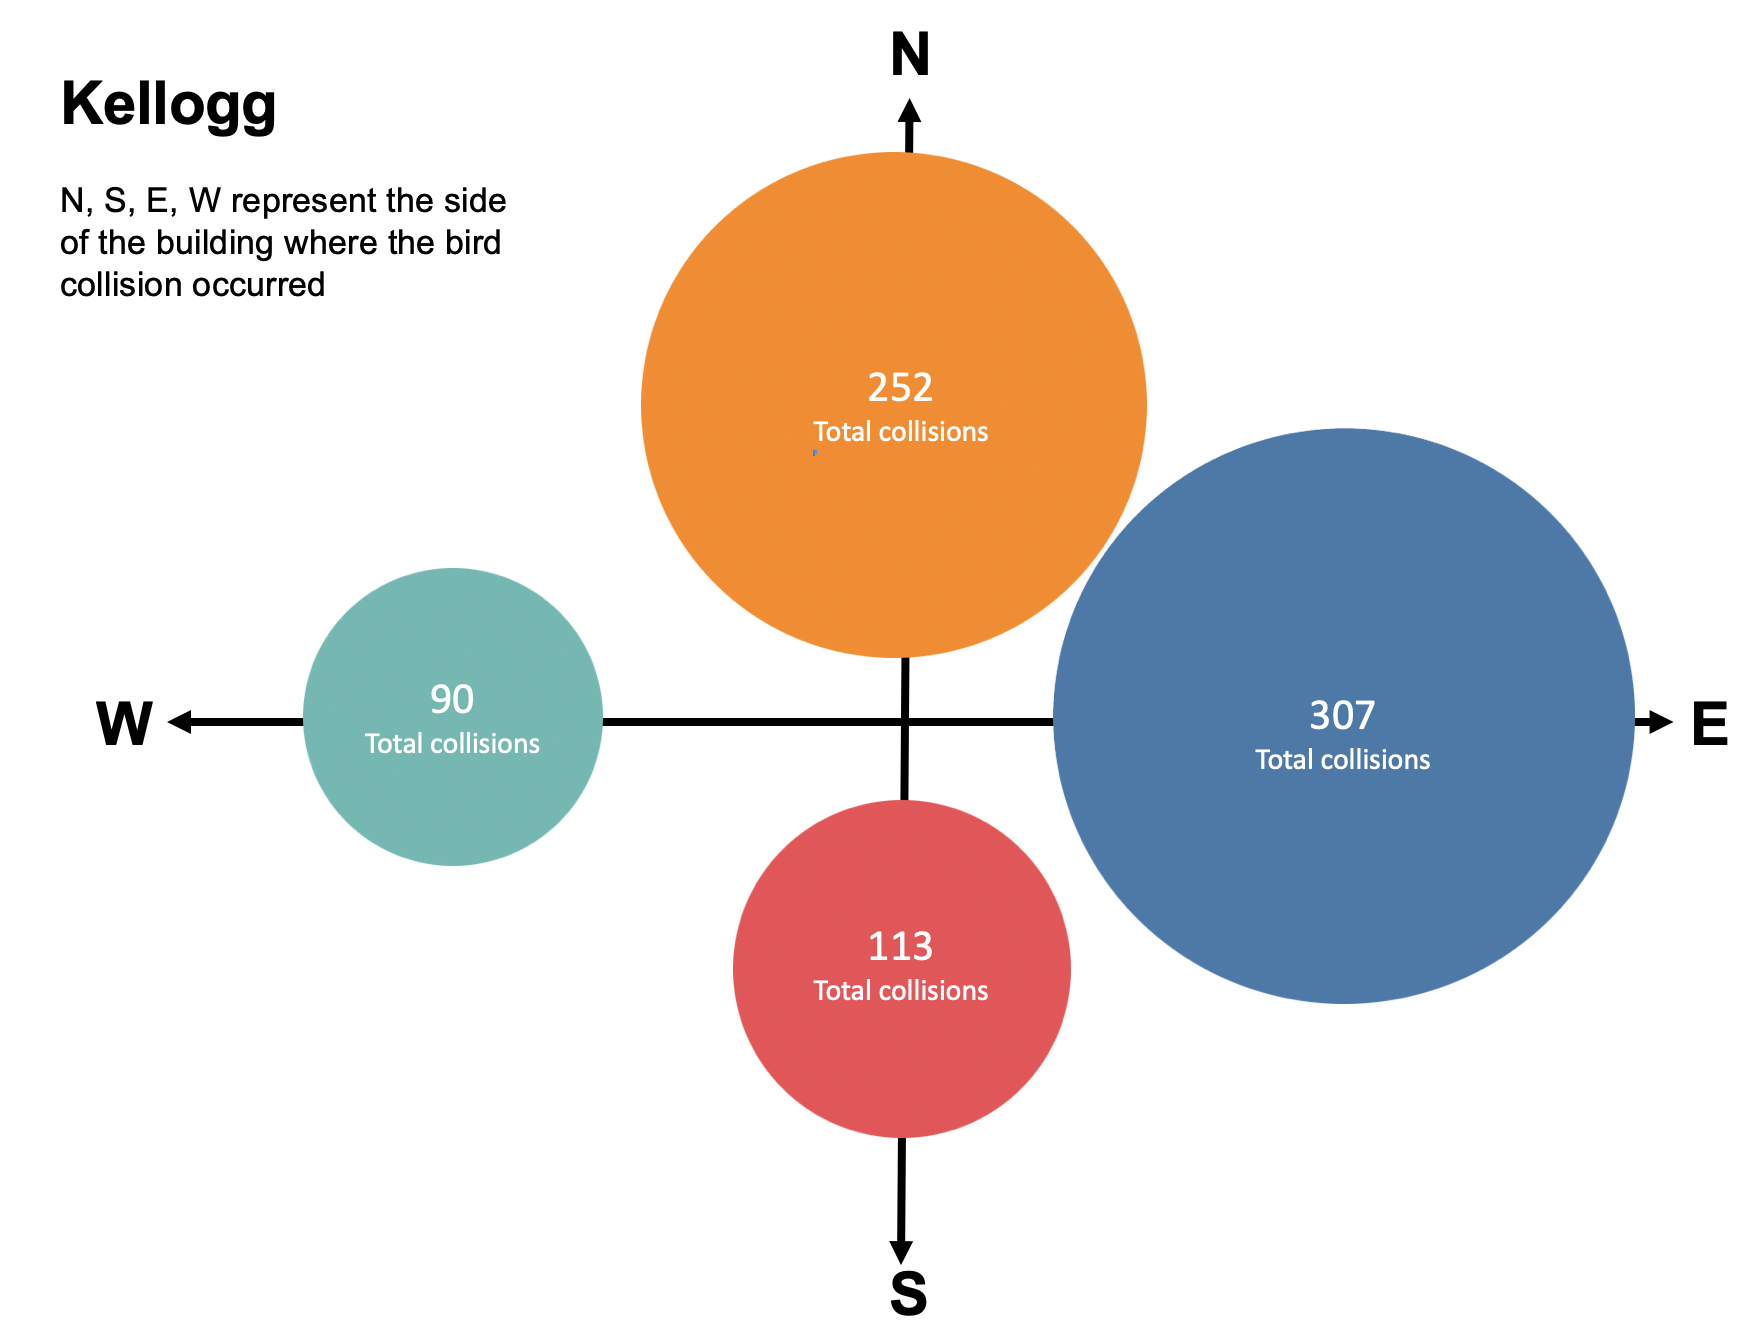 N
Kellogg
N, S, E, W represent the side
of the building where the bird
collision occurred
252
Total collisions
90
Total collisions
W
307
Total collisions
E
113
Total collisions
S